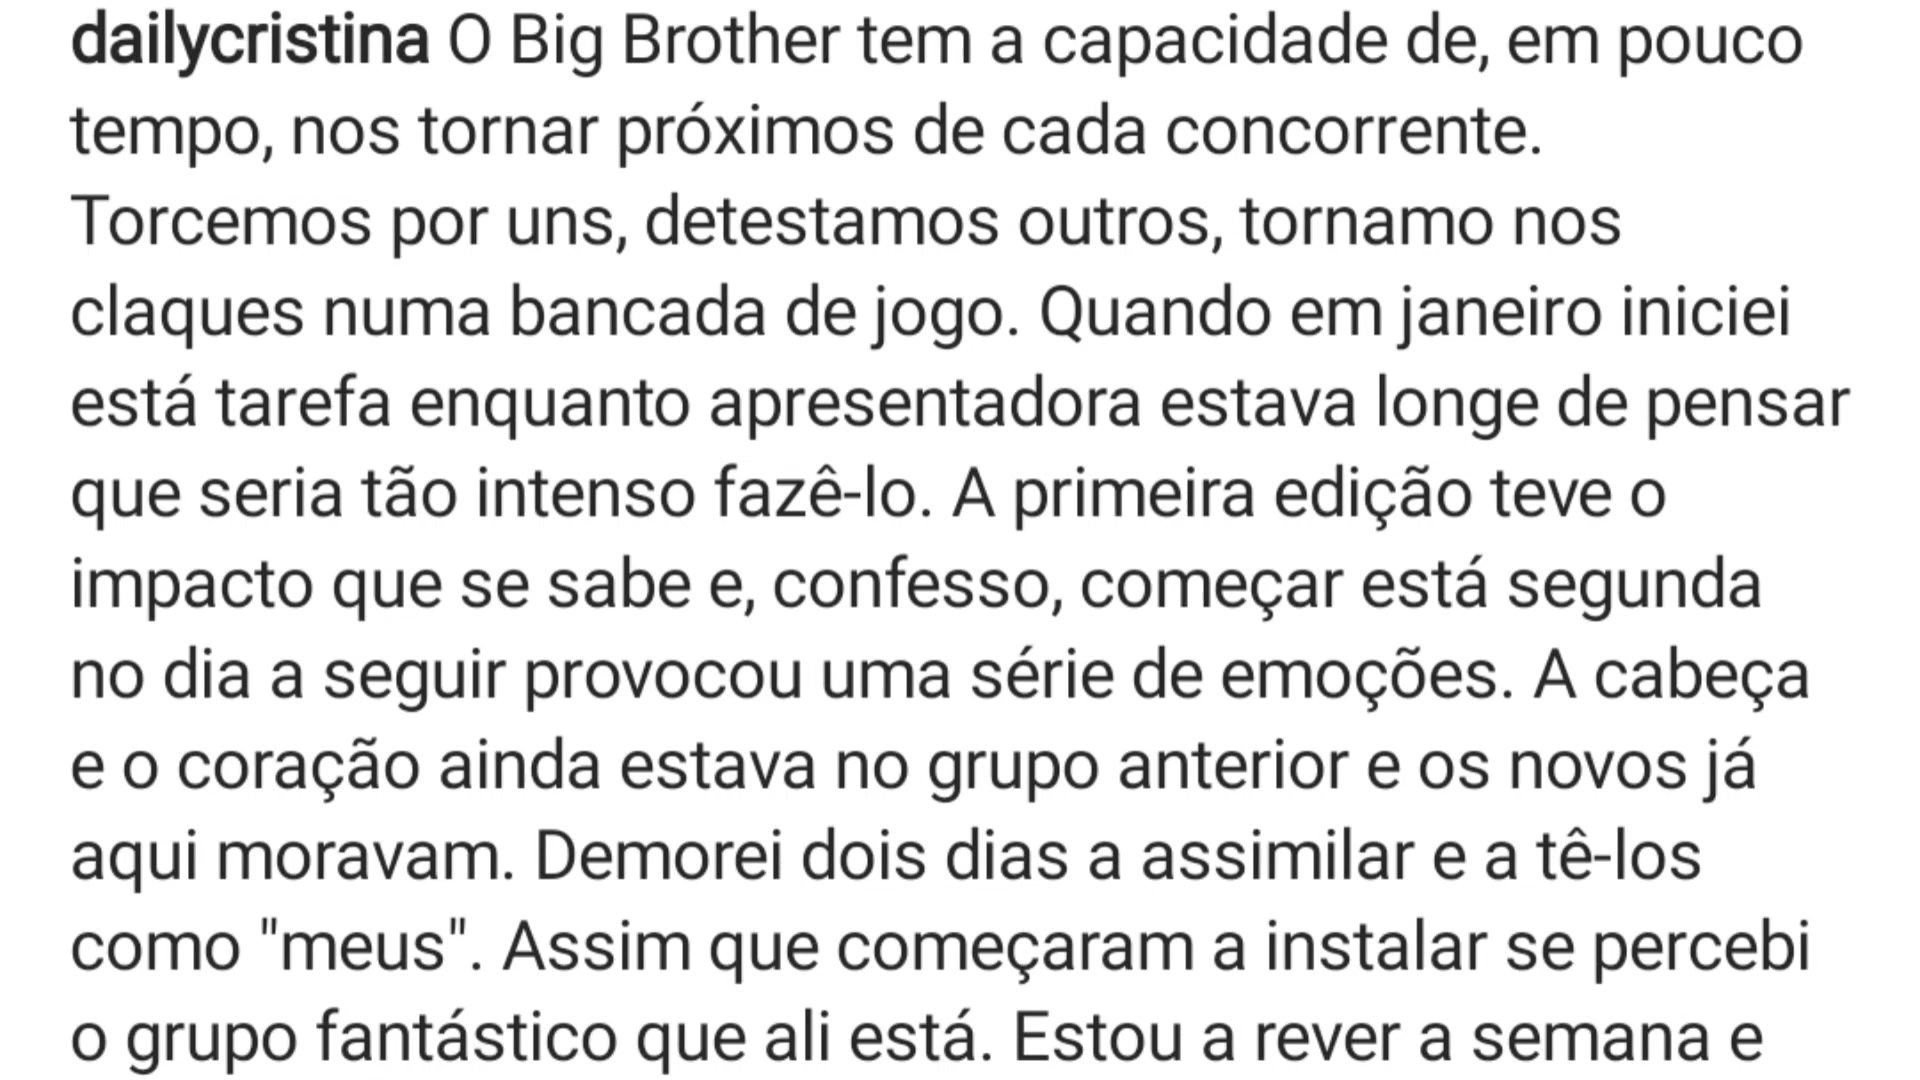 dailycristina O Big Brother tem a capacidade de, em pouco
tempo, nos tornar próximos de cada concorrente.
Torcemos por uns, detestamos outros, tornamo nos
claques numa bancada de jogo. Quando em janeiro iniciei
está tarefa enquanto apresentadora estava longe de pensar
que seria tão intenso fazê-lo. A primeira edição teve o
impacto que se sabe e, confesso, começar está segunda
no dia a seguir provocou uma série de emoções. A cabeça
e o coração ainda estava no grupo anterior e os novos já
aqui moravam. Demorei dois dias a assimilar e a tê-los
como "meus". Assim que começaram a instalar se percebi
o grupo fantástico que ali está. Estou a rever a semana e